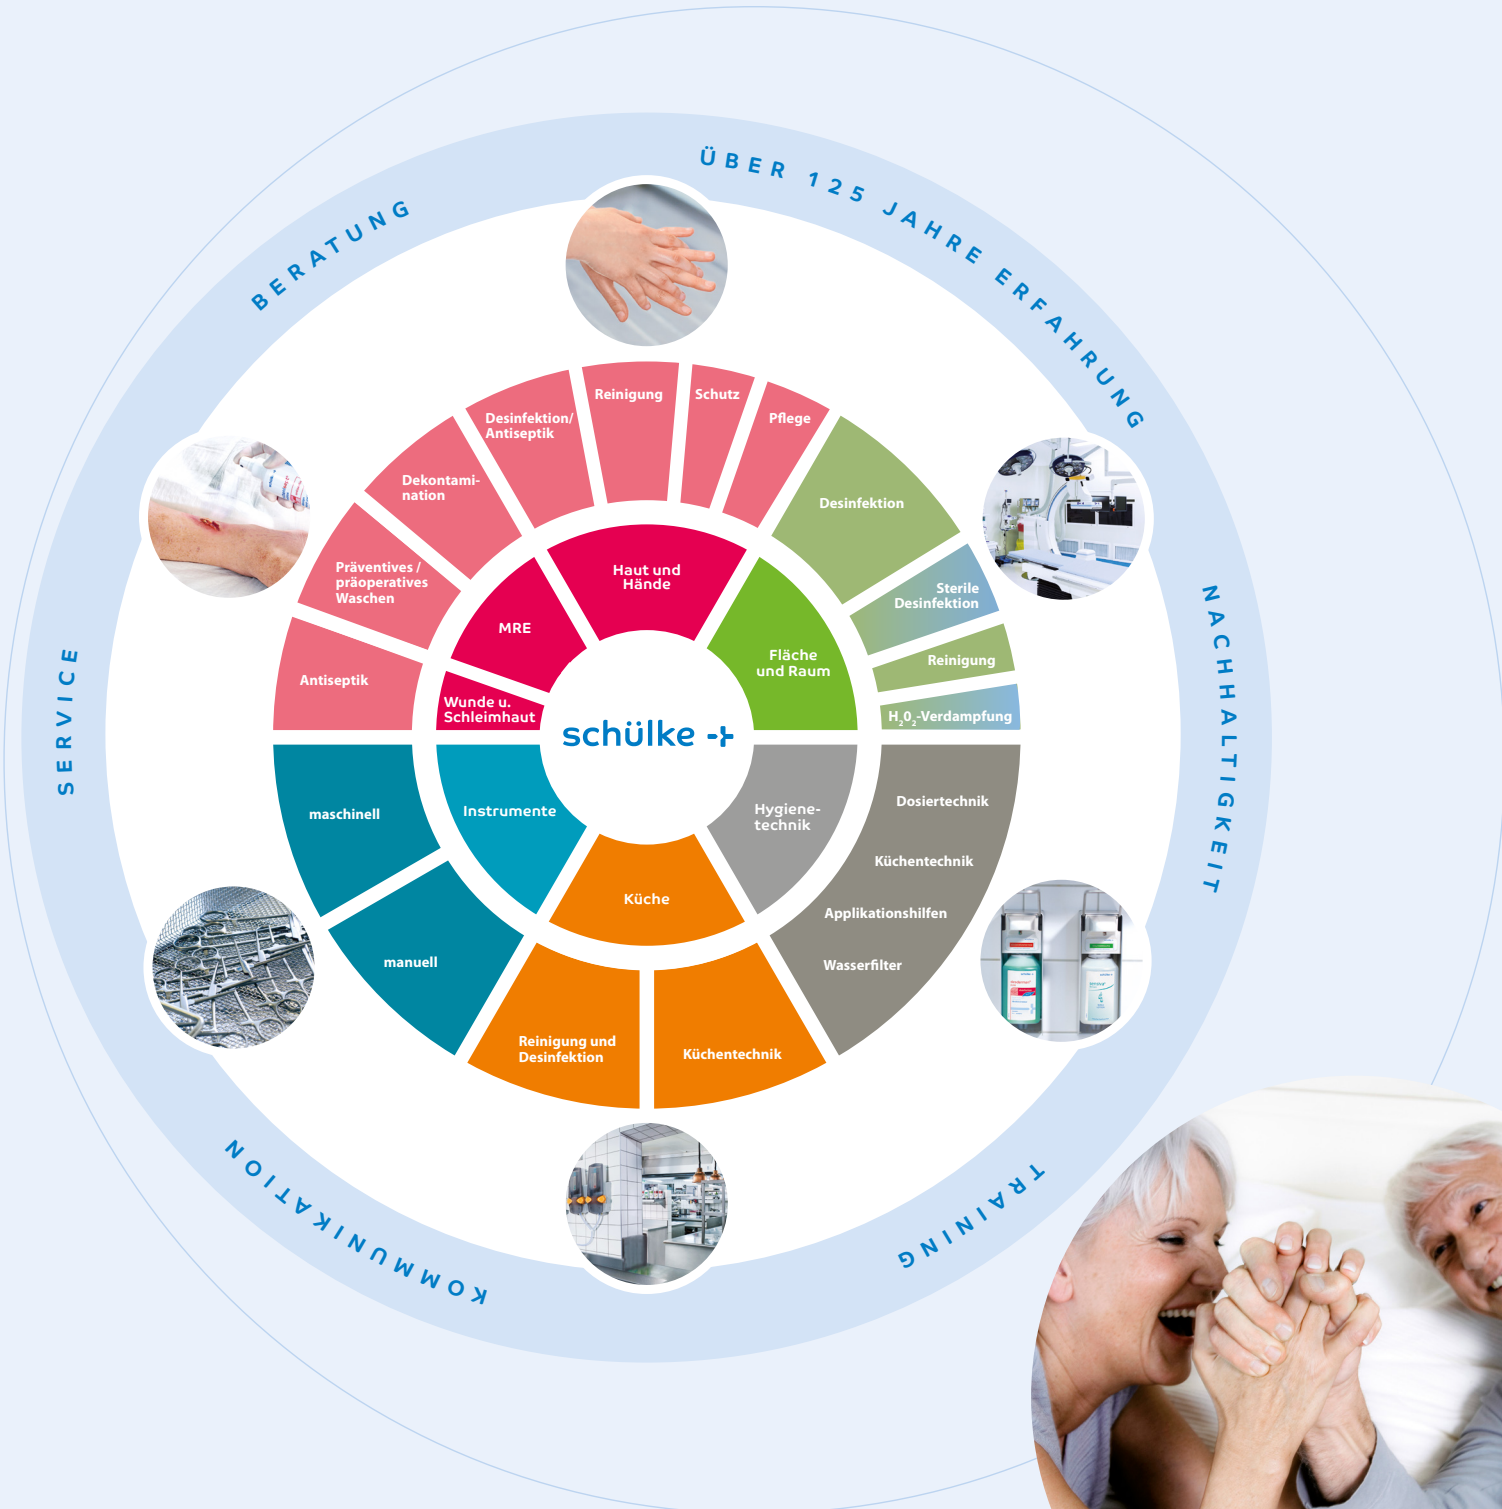 ÜBER 125 JAHRE ERFAHRUNG
BERATUNG
NACHHALTIGKEIT
SERVICE
TRAINING
KOMMUNIKATION
Reinigung
Schutz
Pflege
Desinfektion/
Antiseptik
Dekontami-
nation
Präventives /
präoperatives
Waschen
Antiseptik
Desinfektion
Sterile
Desinfektion
Reinigung
H₂0₂-Verdampfung
Haut und
Hände
MRE
Wunde u.
Schleimhaut
Fläche
und Raum
schülke -+
Instrumente
Hygiene-
technik
Küche
maschinell
manuell
Dosiertechnik
Küchentechnik
Applikationshilfen
Wasserfilter
Reinigung und
Desinfektion
Küchentechnik